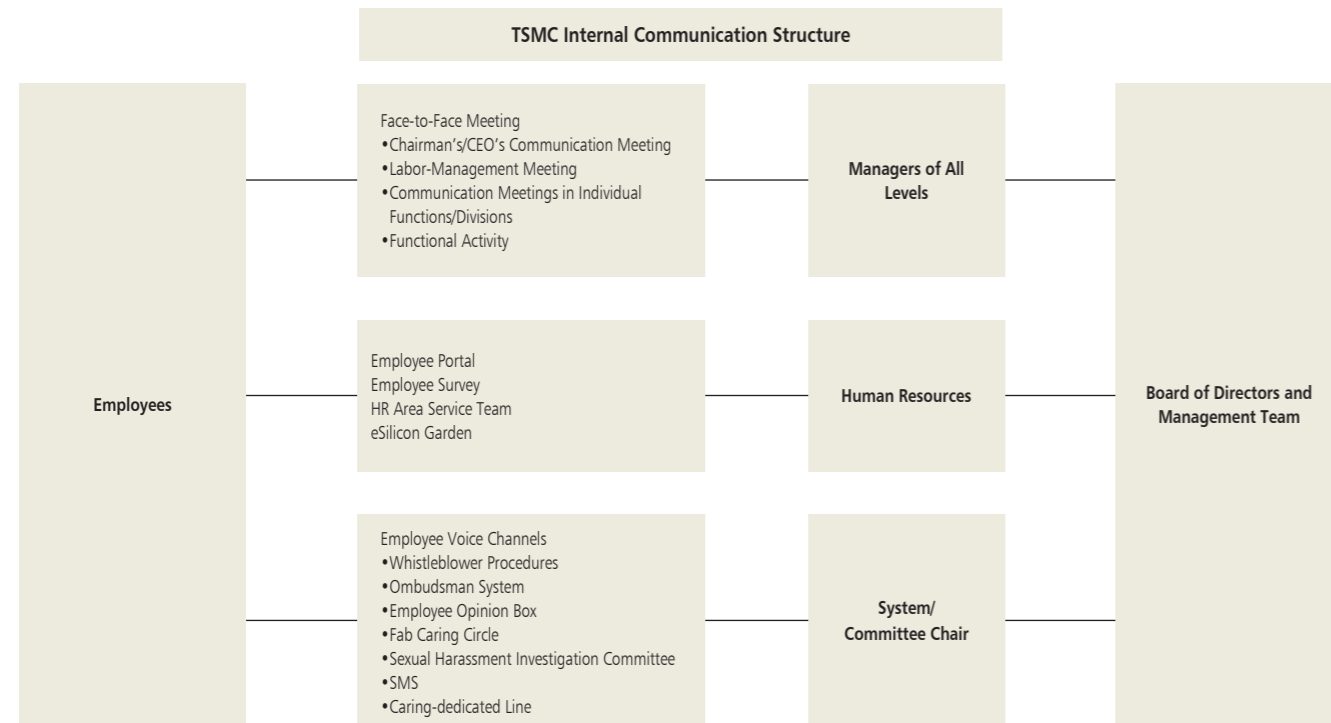 TSMC Internal Communication Structure
Employees
Face-to-Face Meeting
•Chairman's/CEO's Communication Meeting
•Labor-Management Meeting
•Communication Meetings in Individual
Functions/Divisions
•Functional Activity
Managers of All
Levels
Employee Portal
Employee Survey
HR Area Service Team
eSilicon Garden
Human Resources
Employee Voice Channels
•Whistleblower Procedures
•Ombudsman System
•Employee Opinion Box
•Fab Caring Circle
•Sexual Harassment Investigation Committee
•SMS
•Caring-dedicated Line
System/
Committee Chair
Board of Directors and
Management Team